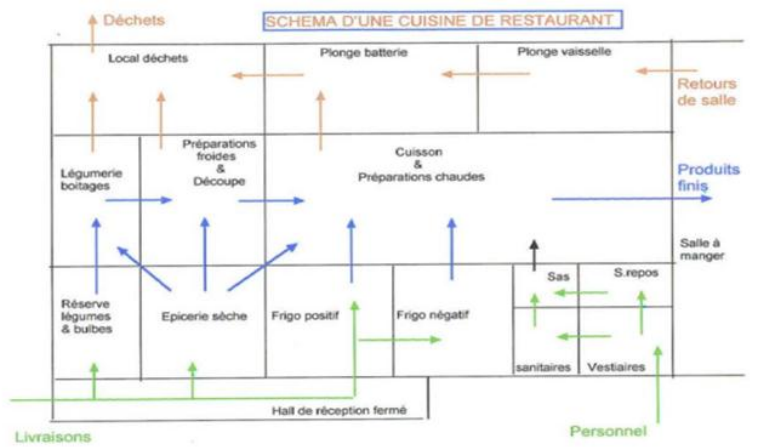 Déchets
SCHEMA D'UNE CUISINE DE RESTAURANT
Local déchets
Plonge batterie
Plonge vaisselle
Retours
de salle
Légumerie
boitages
Préparations
froides
&
Découpe
Cuisson
&
Préparations chaudes
Produits
finis
Salle à
manger
Réserve
légumes
& bulbes
Epicerie sèche
Frigo positif
Frigo négatif
Sas
S.repos
sanitaires
Vestiaires
Hall de réception fermé
Livraisons
Personnel